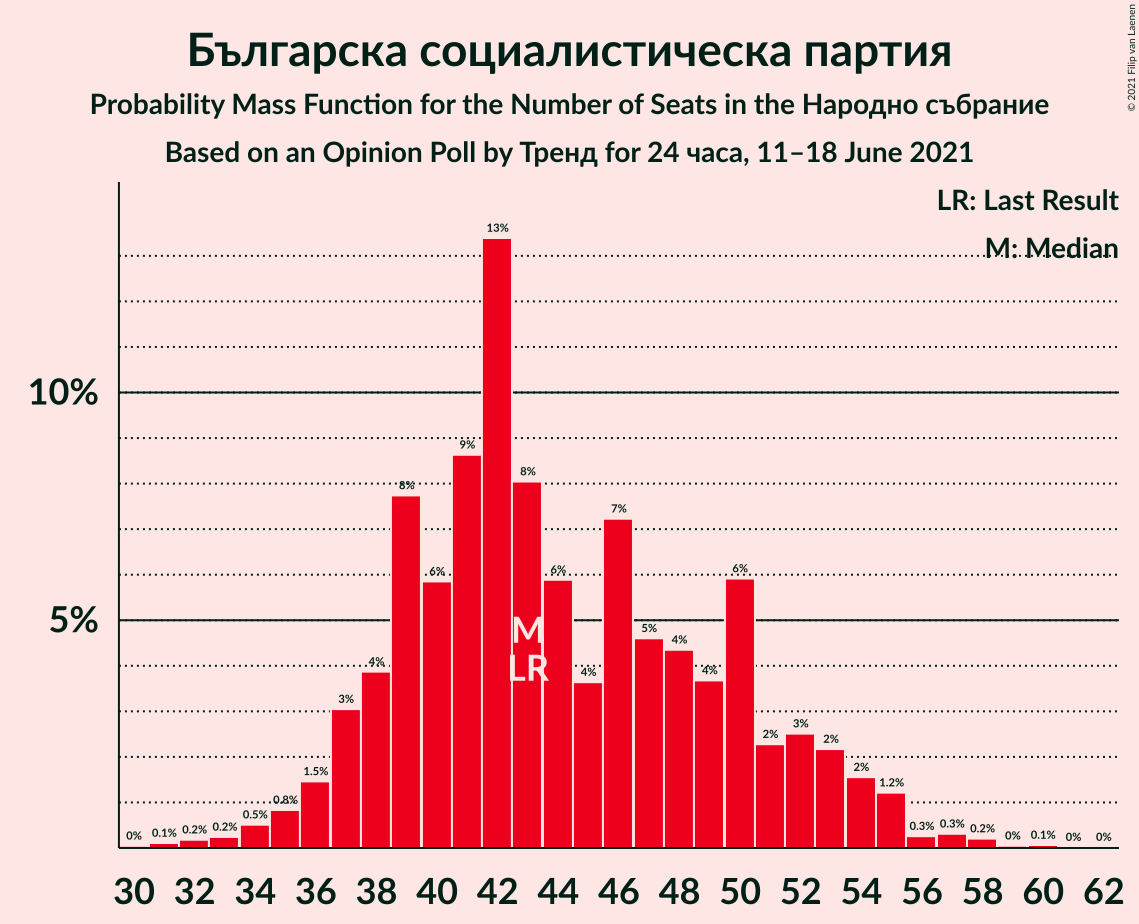 Българска социалистическа партия
Probability Mass Function for the Number of Seats in the Народно събрание
Based on an Opinion Poll by Тренд for 24 часа, 11–18 June 2021
© 2021 Filip van Laenen
LR: Last Result
M: Median
10%
5%
0% 0.1% 0.2% 0.2% 0.5% 0.8% 1.5% 3% 4% 8% 6% 9% 13% 8% 6% 4% 7% 5% 4% 4% 6% 2% 3% 2% 2% 1.2% 0.3% 0.3% 0.2% 0% 0.1% 0% 0%
M
LR
30 32 34 36 38 40 42 44 46 48 50 52 54 56 58 60 62